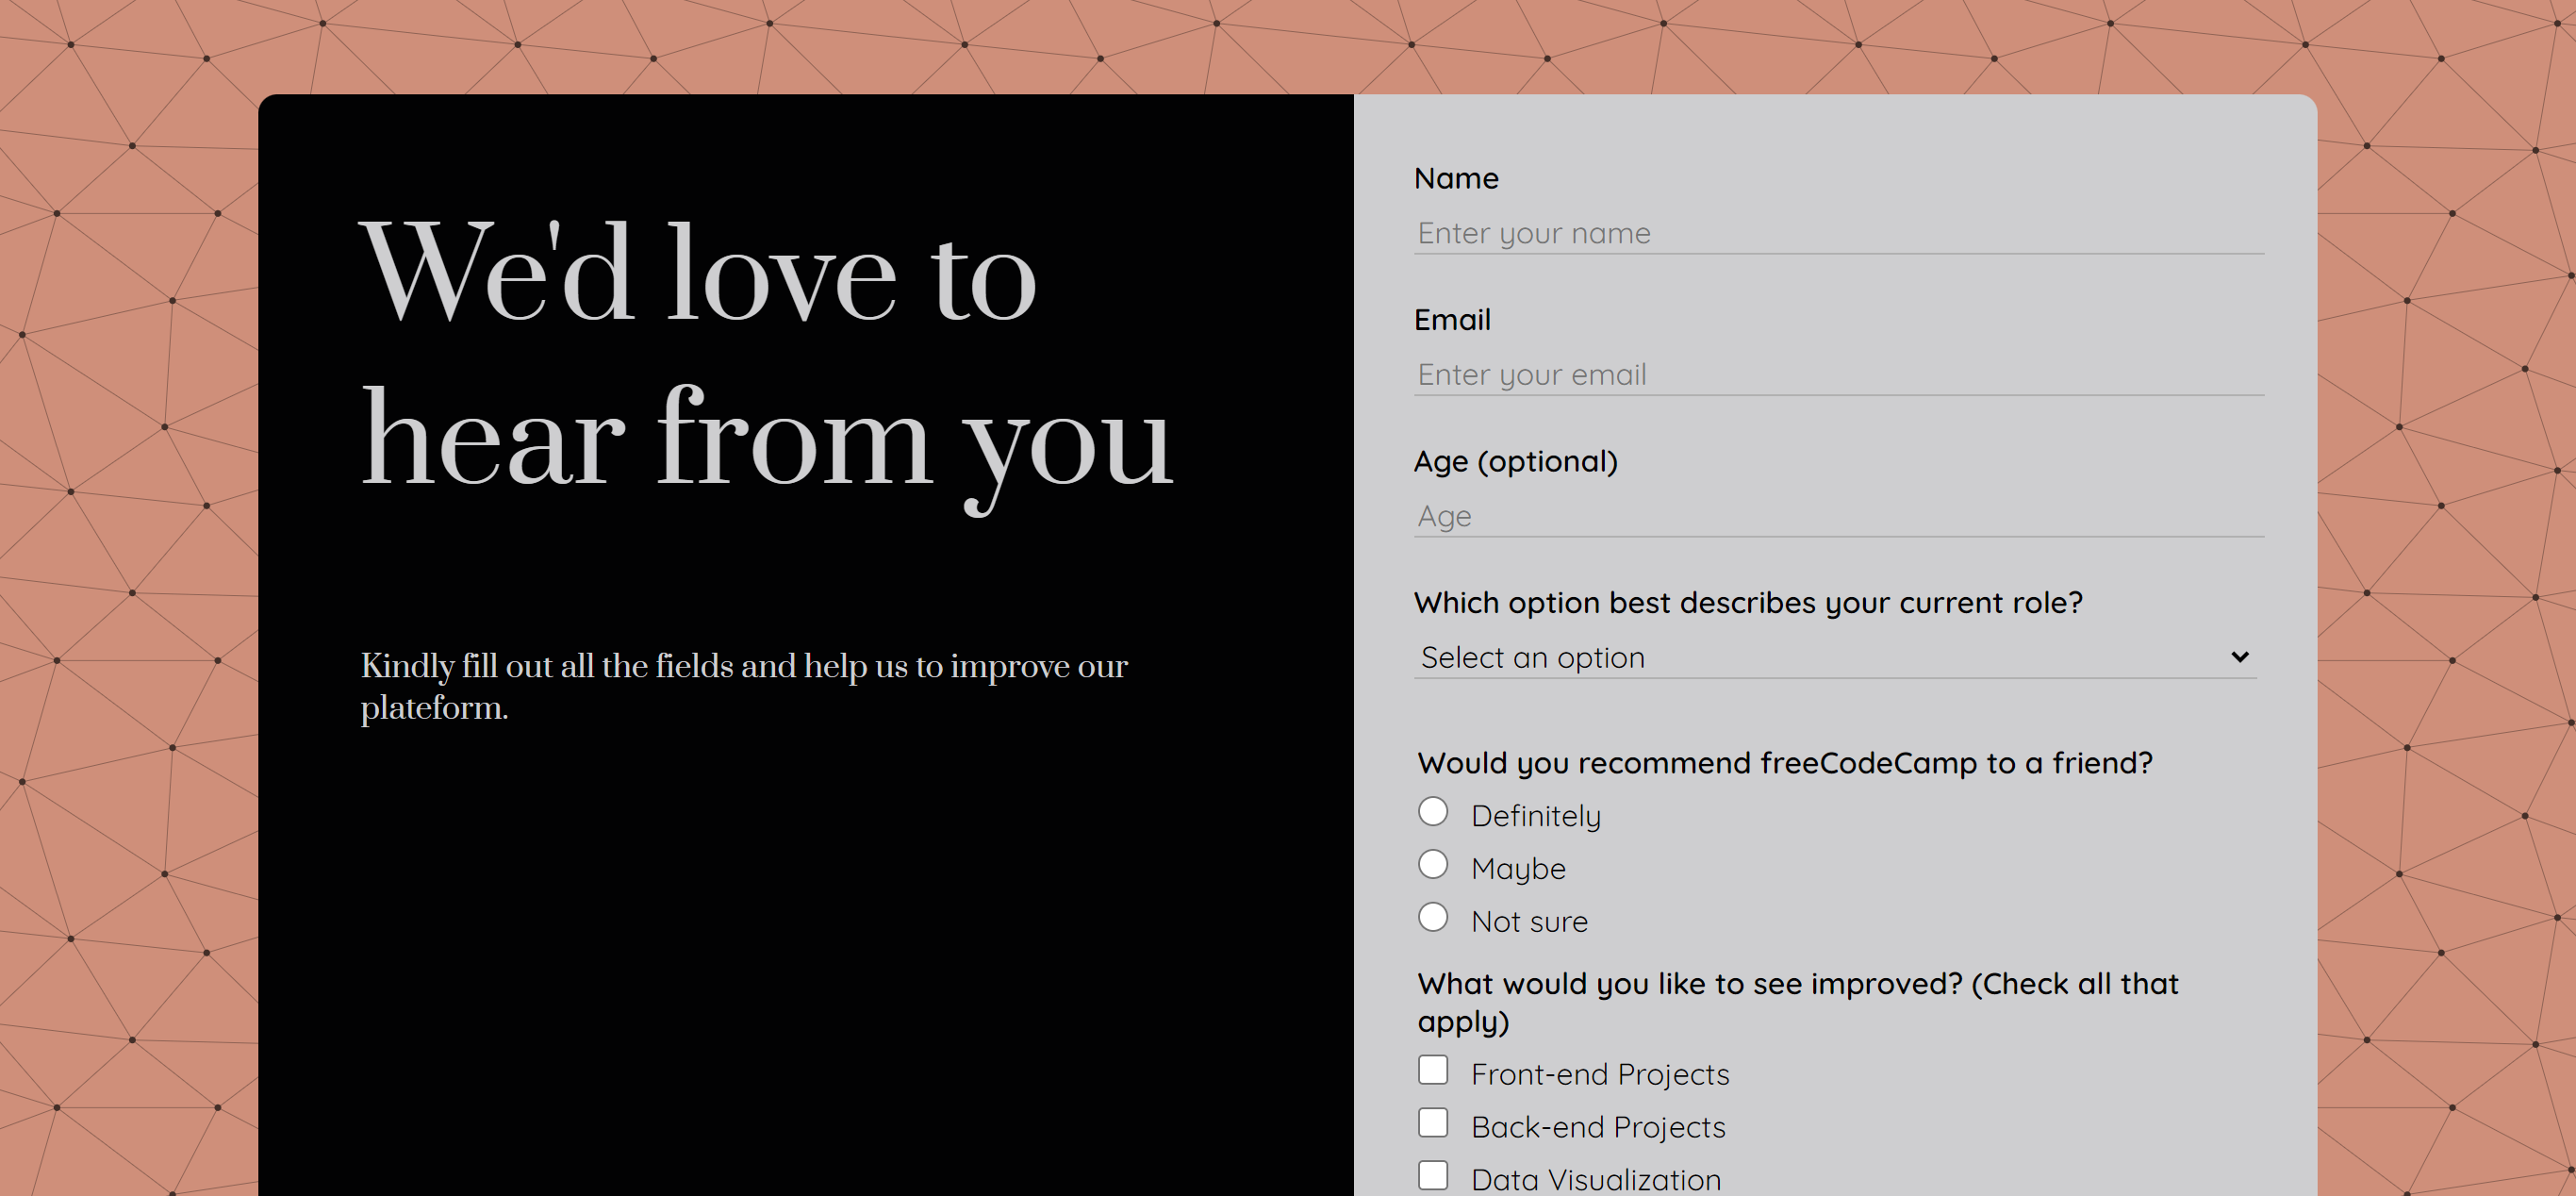 We'd love to
hear from you
Kindly fill out all the fields and help us to improve our
plateform.
Name
Enter your name
Email
Enter your email
Age (optional)
Age
Which option best describes your current role?
Select an option
Would you recommend freeCodeCamp to a friend?
Definitely
Maybe
Not sure
What would you like to see improved? (Check all that
apply)
Front-end Projects
Back-end Projects
Data Visualization